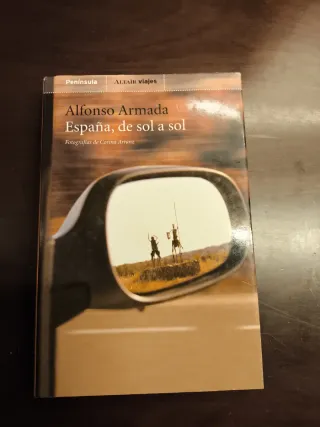 Península
ALTAÏR viajes
Alfonso Armada
España, de sol a sol
Fotografías de Corina Arranz